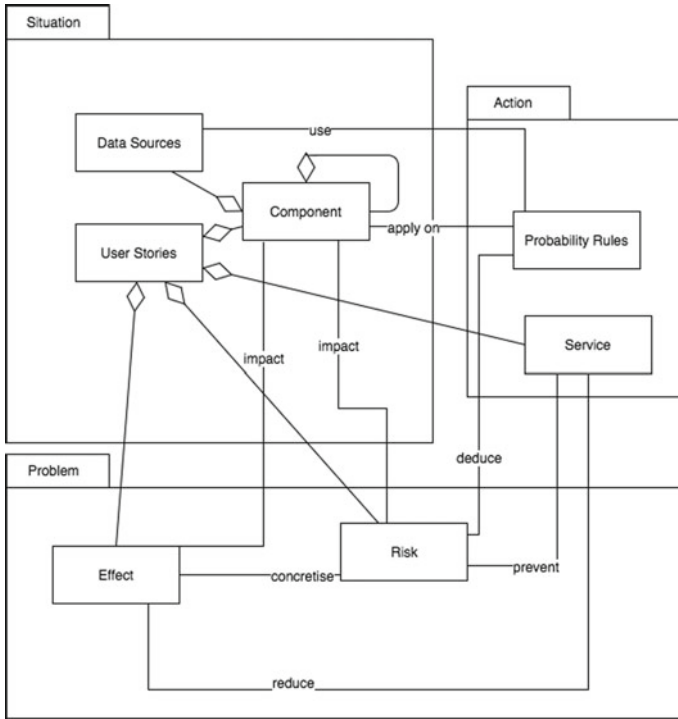 Situation
Action
Data Sources
use
Component
User Stories
apply on
Probability Rules
Service
impact
impact
deduce
Problem
Risk
Effect
concretise
prevent
reduce